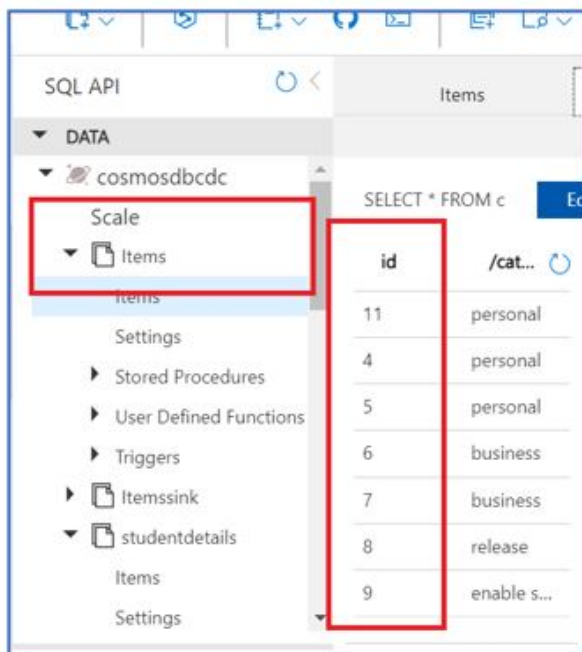 SQL API
Items
DATA
cosmosdbcdc
Scale
SELECT * FROM c
Items
id /cat...
Items
11 personal
Settings
4 personal
Stored Procedures
5 personal
User Defined Functions
6 business
Triggers
7 business
Itemssink
8 release
studentdetails
Items
9 enable s...
Settings